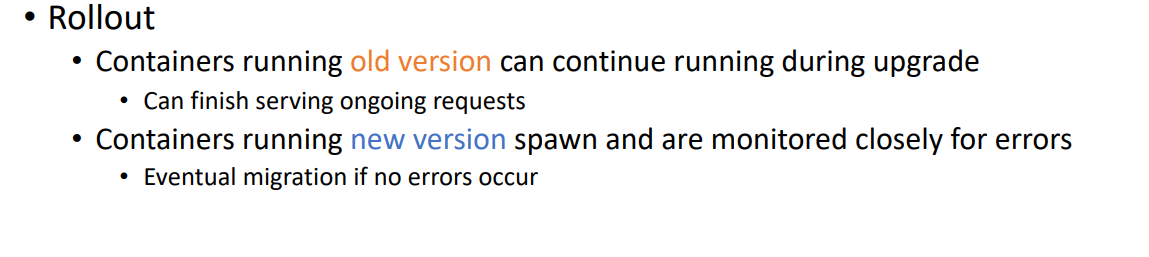 • Rollout
• Containers running old version can continue running during upgrade
• Can finish serving ongoing requests
• Containers running new version spawn and are monitored closely for errors
• Eventual migration if no errors occur